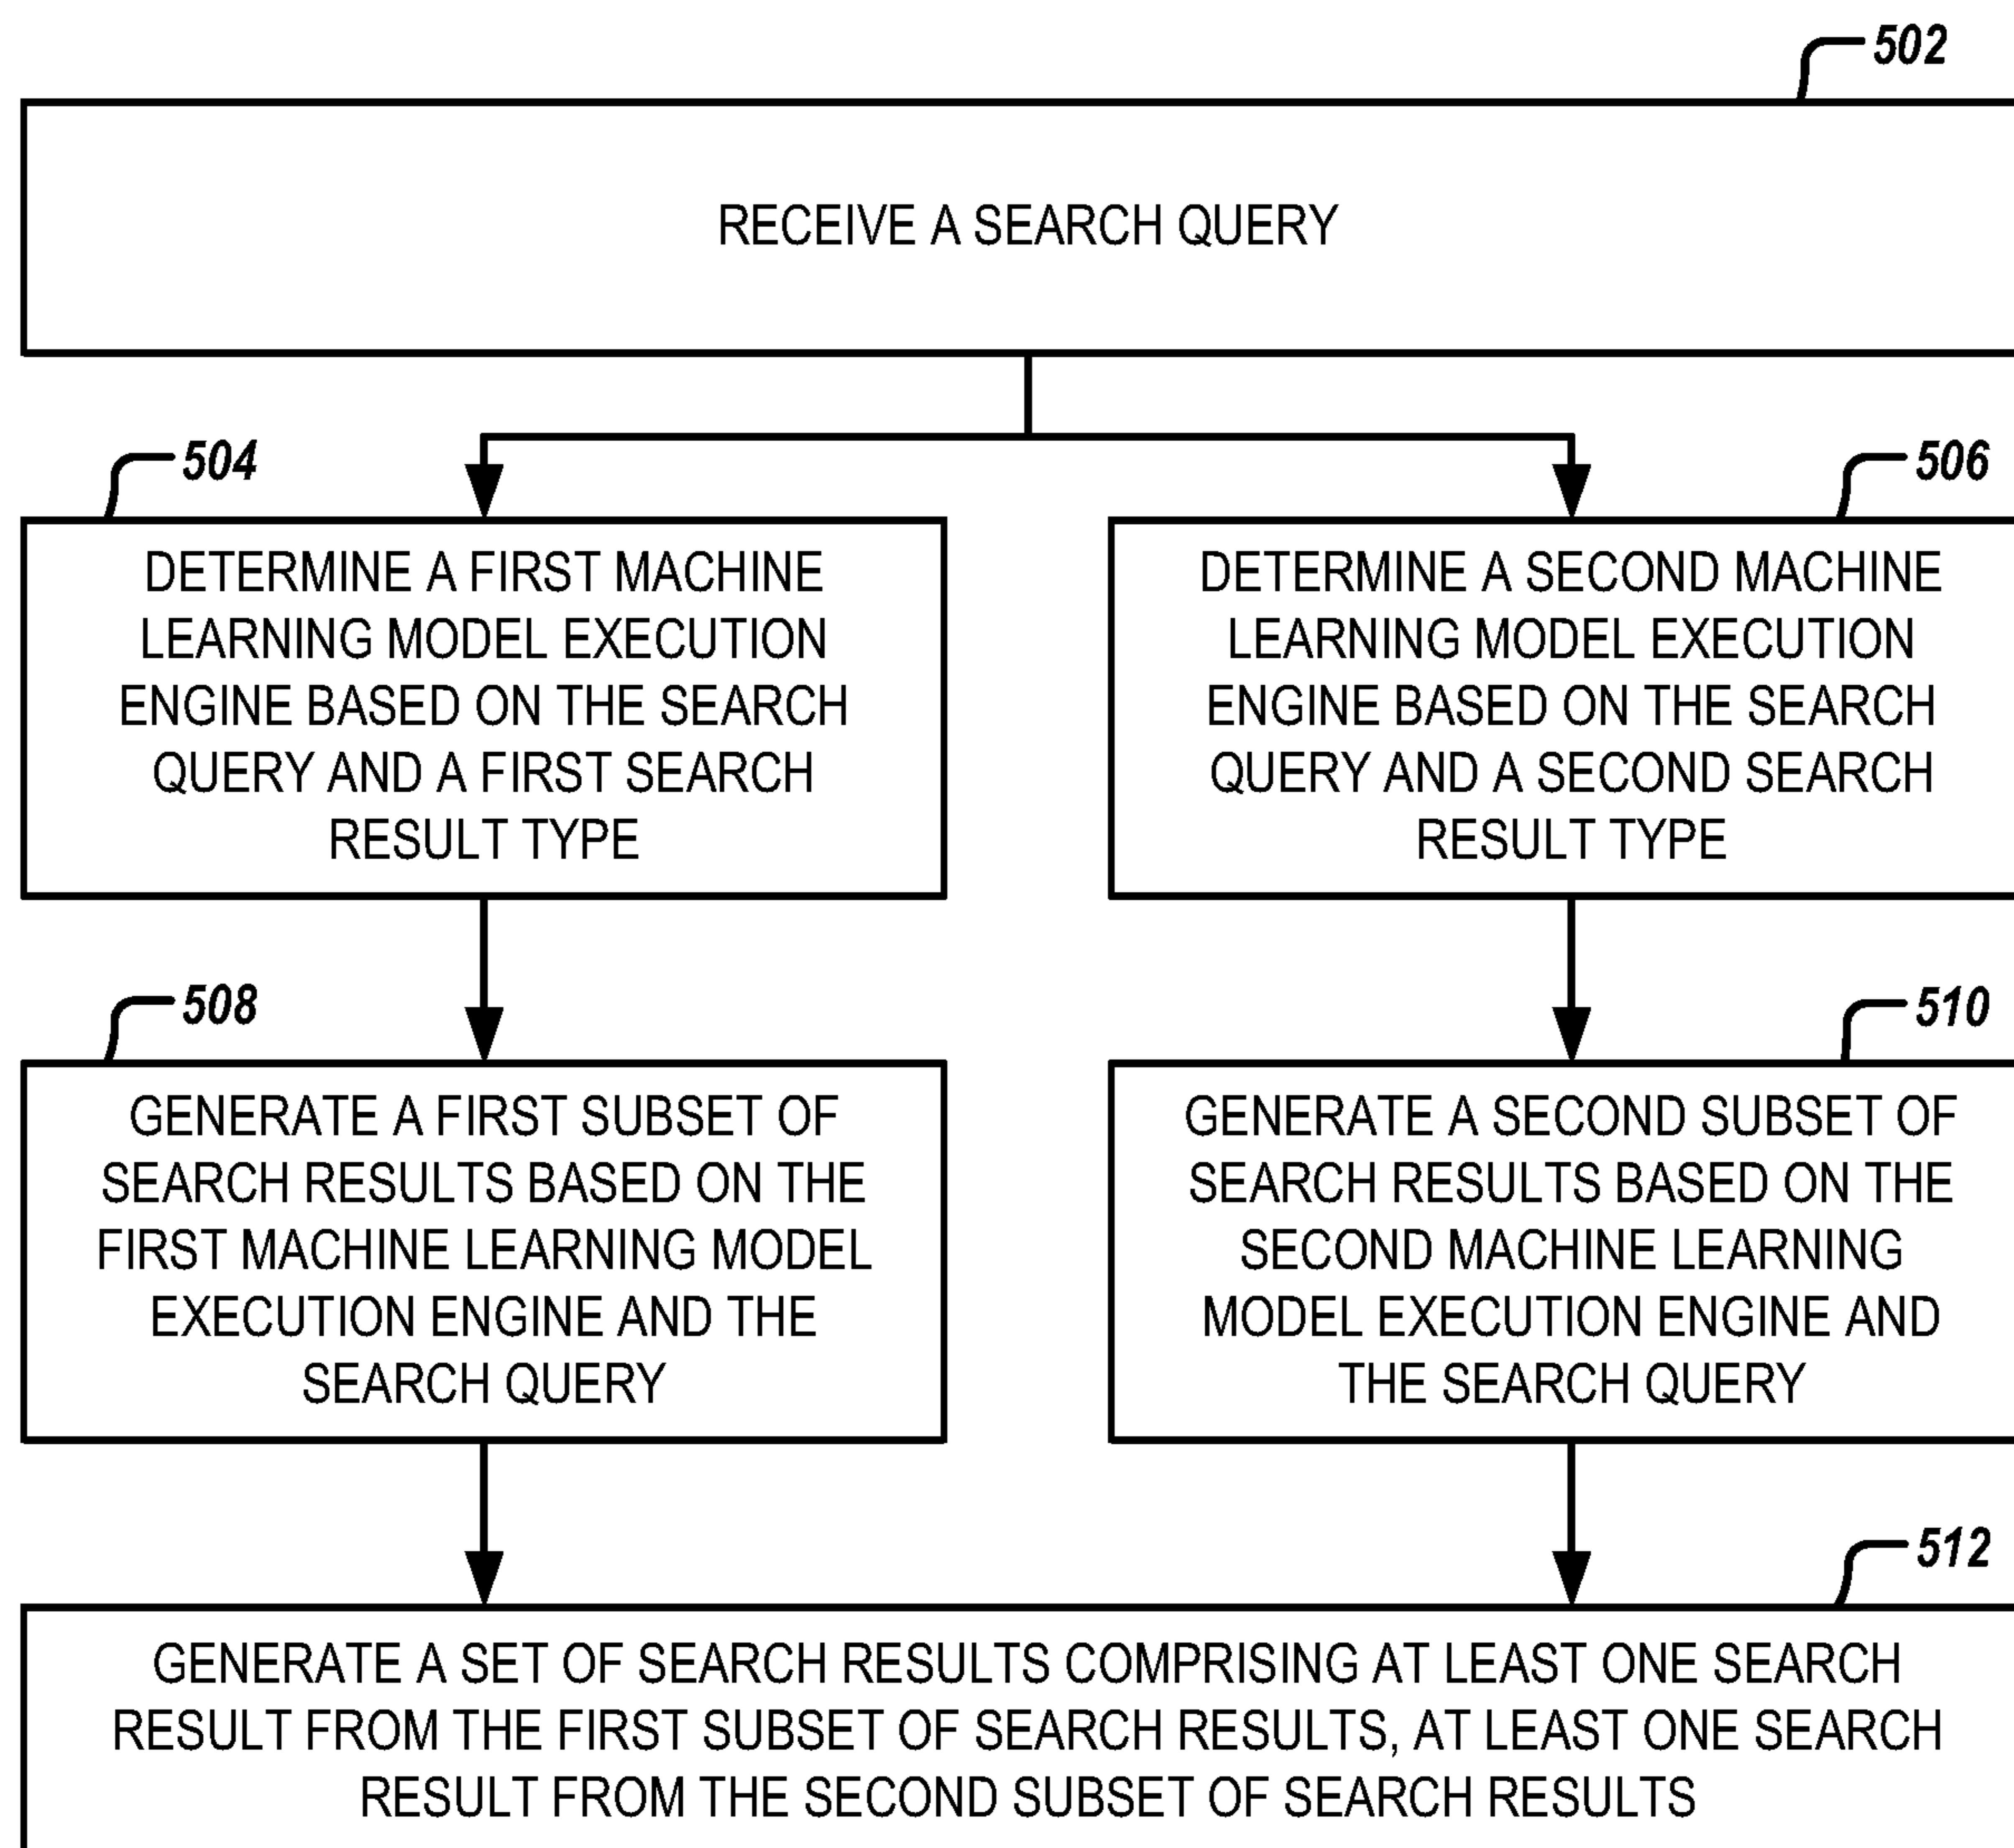 502
RECEIVE A SEARCH QUERY
504
DETERMINE A FIRST MACHINE
LEARNING MODEL EXECUTION
ENGINE BASED ON THE SEARCH
QUERY AND A FIRST SEARCH
RESULT TYPE
506
DETERMINE A SECOND MACHINE
LEARNING MODEL EXECUTION
ENGINE BASED ON THE SEARCH
QUERY AND A SECOND SEARCH
RESULT TYPE
508
GENERATE A FIRST SUBSET OF
SEARCH RESULTS BASED ON THE
FIRST MACHINE LEARNING MODEL
EXECUTION ENGINE AND THE
SEARCH QUERY
510
GENERATE A SECOND SUBSET OF
SEARCH RESULTS BASED ON THE
SECOND MACHINE LEARNING
MODEL EXECUTION ENGINE AND
THE SEARCH QUERY
512
GENERATE A SET OF SEARCH RESULTS COMPRISING AT LEAST ONE SEARCH
RESULT FROM THE FIRST SUBSET OF SEARCH RESULTS, AT LEAST ONE SEARCH
RESULT FROM THE SECOND SUBSET OF SEARCH RESULTS